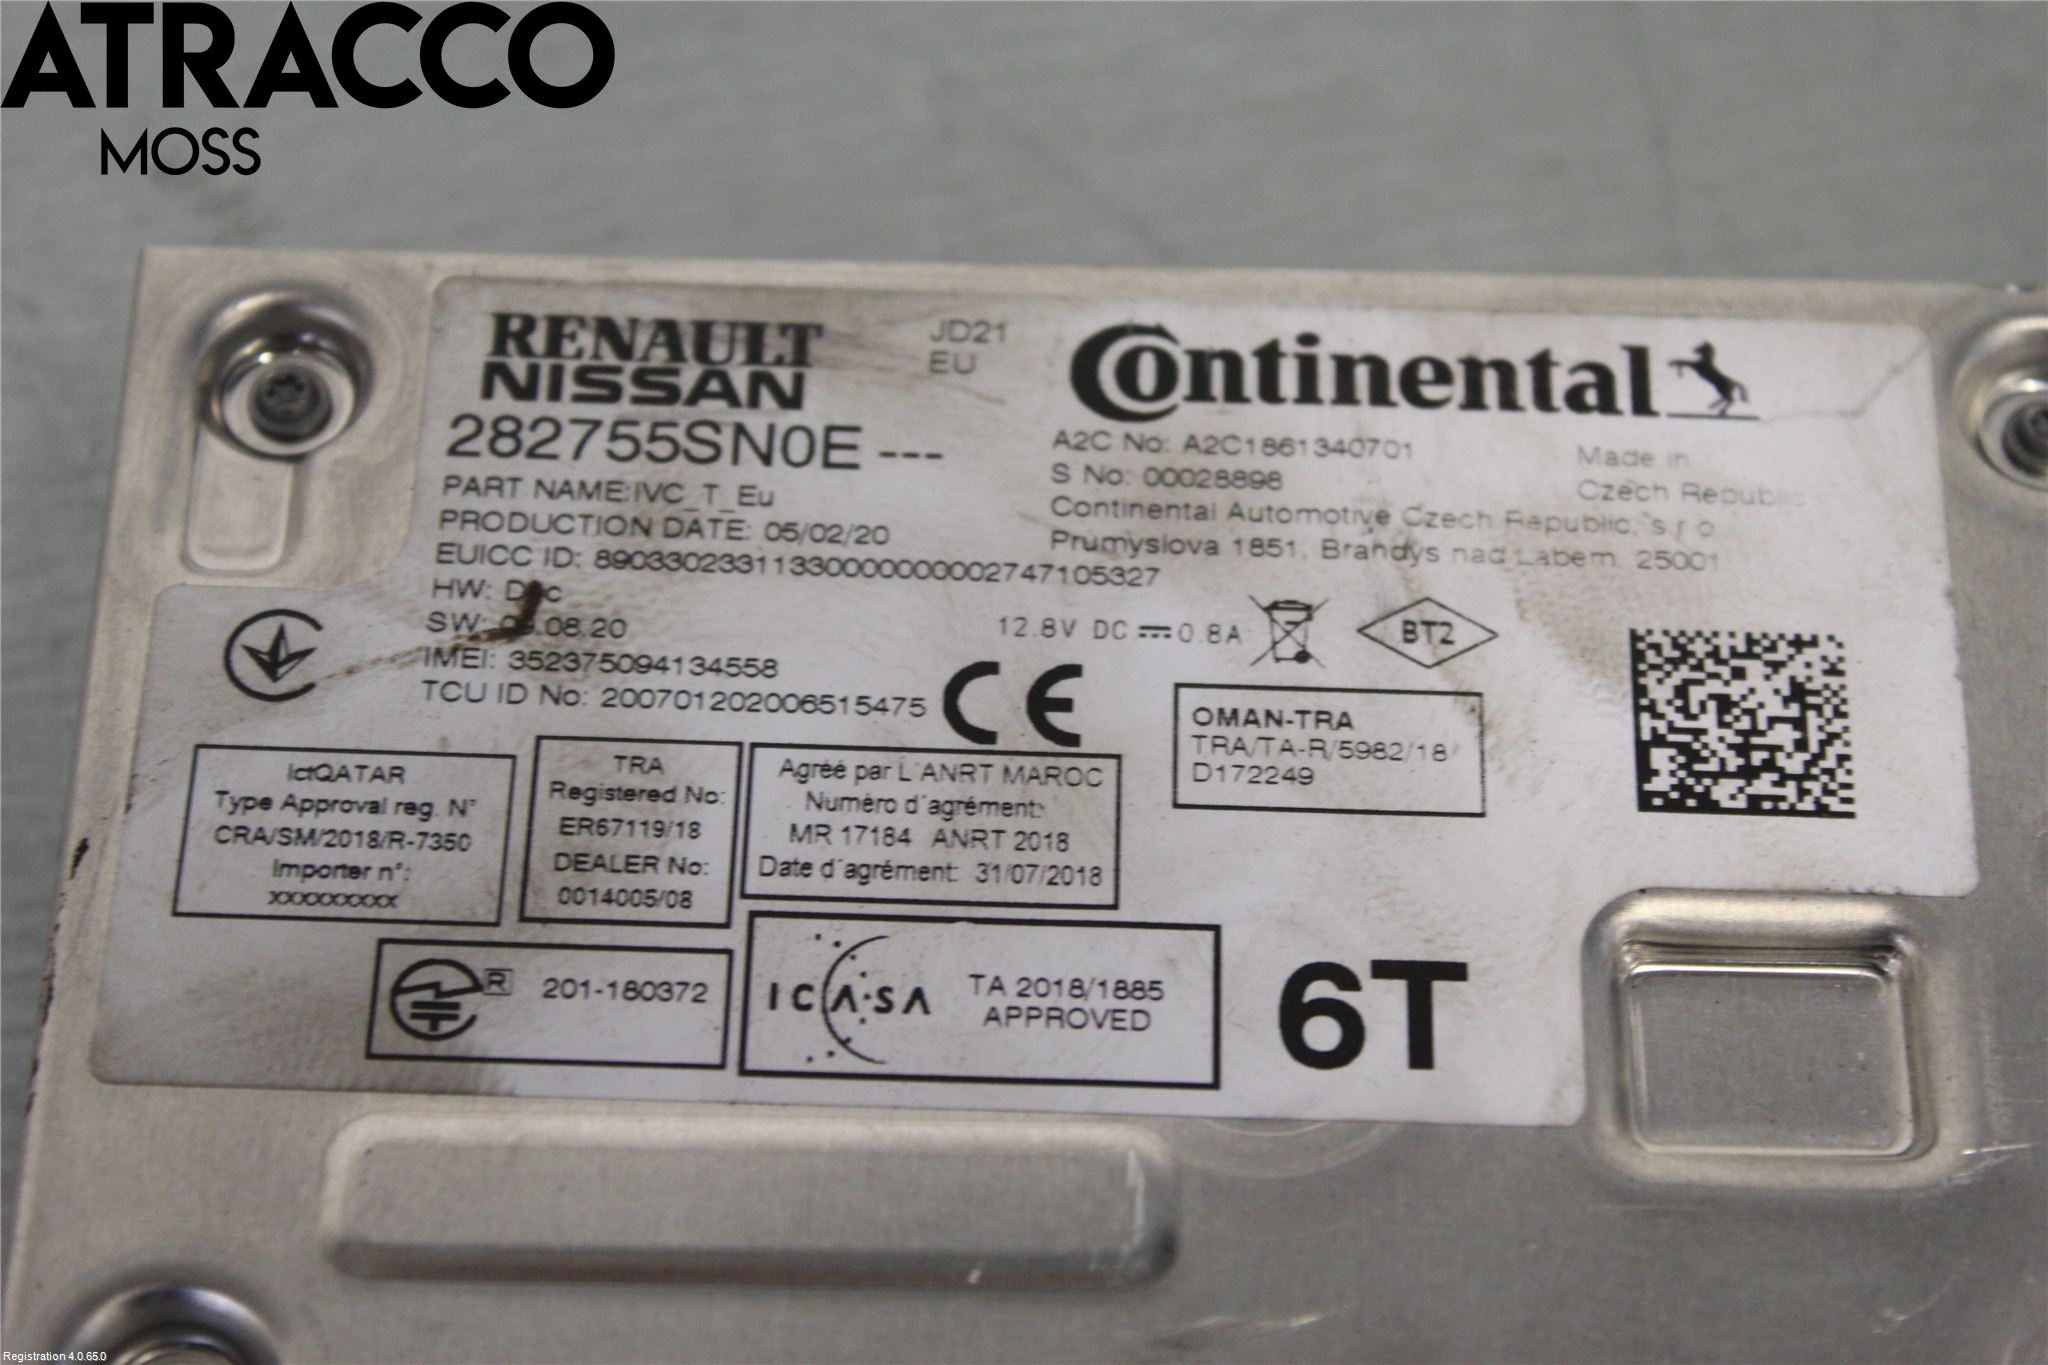 ATRACCO
MOSS
RENAULT
NISSAN
JD21
EU
282755SN0E ---
PART NAME:IVC_T_Eu
PRODUCTION DATE: 05/02/20
EUICC ID: 89033023311330000000002747105327
HW:
SW:
IMEI: 352375094134558
TCU ID No: 200701202006515475
Continental
A2C No: A2C1861340701
S No: 00028898
Made in
Czech Republic
Continental Automotive Czech Republic, s r o
Prumyslova 1851, Brandys nad Labem, 25001
12.8V DC 0.8A
BT2
CE
OMAN-TRA
TRA/TA-R/5982/18
D172249
ictQATAR
Type Approval reg. N°
CRA/SM/2018/R-7350
Importer n°:
xxxxxxxxxx
TRA
Registered No:
ER67119/18
DEALER No:
0014005/08
Agréé par L'ANRT MAROC
Numéro d'agrément:
MR 17184 ANRT 2018
Date d'agrément: 31/07/2018
R 201-180372
ICASA
TA 2018/1885
APPROVED
6T
Registration 4.0.65.0